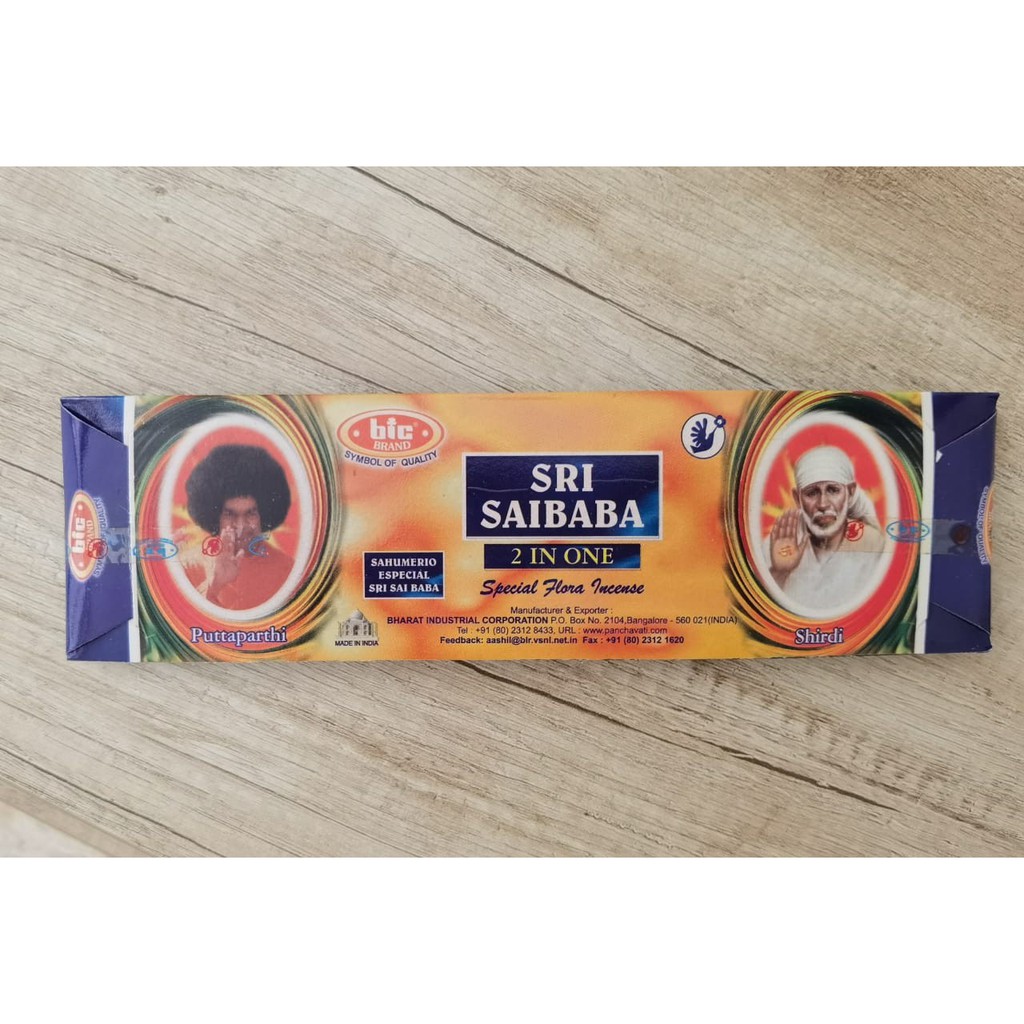 bic
BRAND
SYMBOL OF QUALITY
SRI
SAIBABA
2 IN ONE
Special Flora Incense
SAHUMERIO
ESPECIAL
SRI SAI BABA
Puttaparthi
Shirdi
MADE IN INDIA
Manufacturer & Exporter :
BHARAT INDUSTRIAL CORPORATION P.O. Box No. 2104,Bangalore - 560 021(INDIA)
Tel : +91 (80) 2312 8433, URL : www.panchavati.com
Feedback: aashil@blr.vsnl.net.in Fax : +91 (80) 2312 1620
bic
BRAND